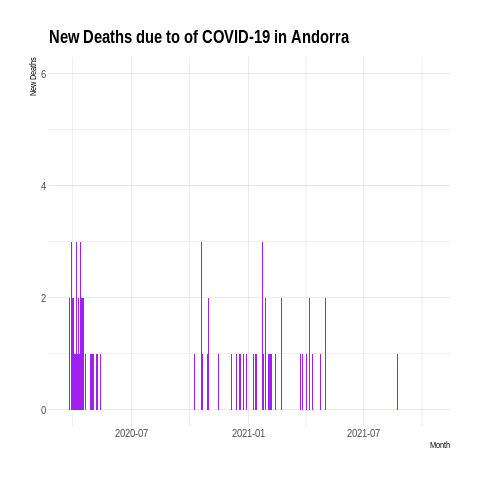 New Deaths due to of COVID-19 in Andorra
New Deaths
6
4
2
0
2020-07 2021-01 2021-07
Month